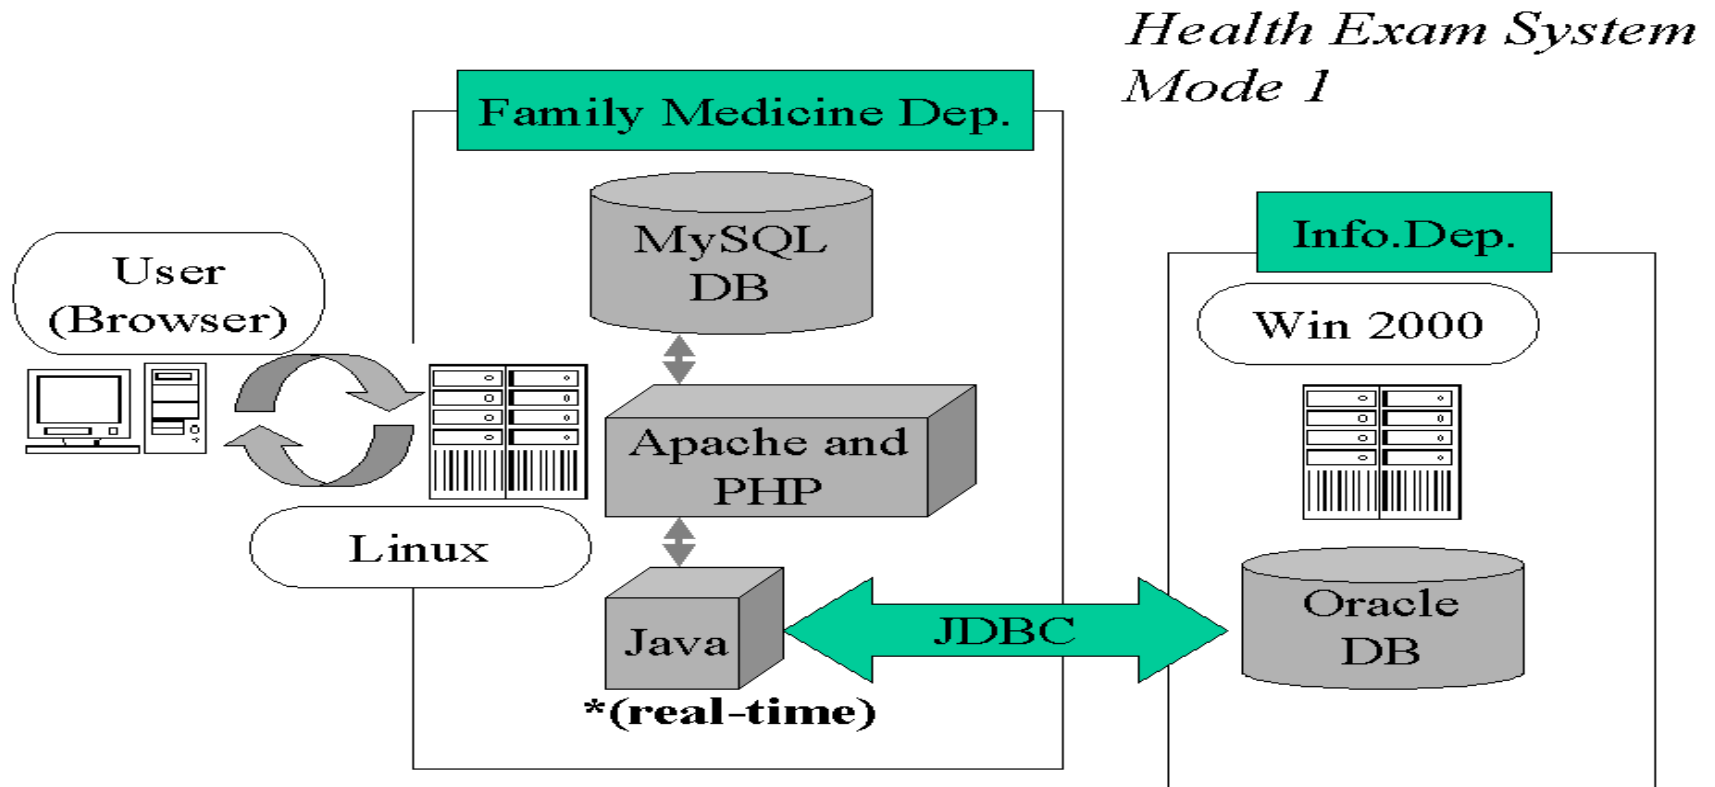 Health Exam System
Mode 1
Family Medicine Dep.
MySQL
DB
Info.Dep.
User
(Browser)
Win 2000
Apache and
PHP
Linux
Java
JDBC
Oracle
DB
*(real-time)